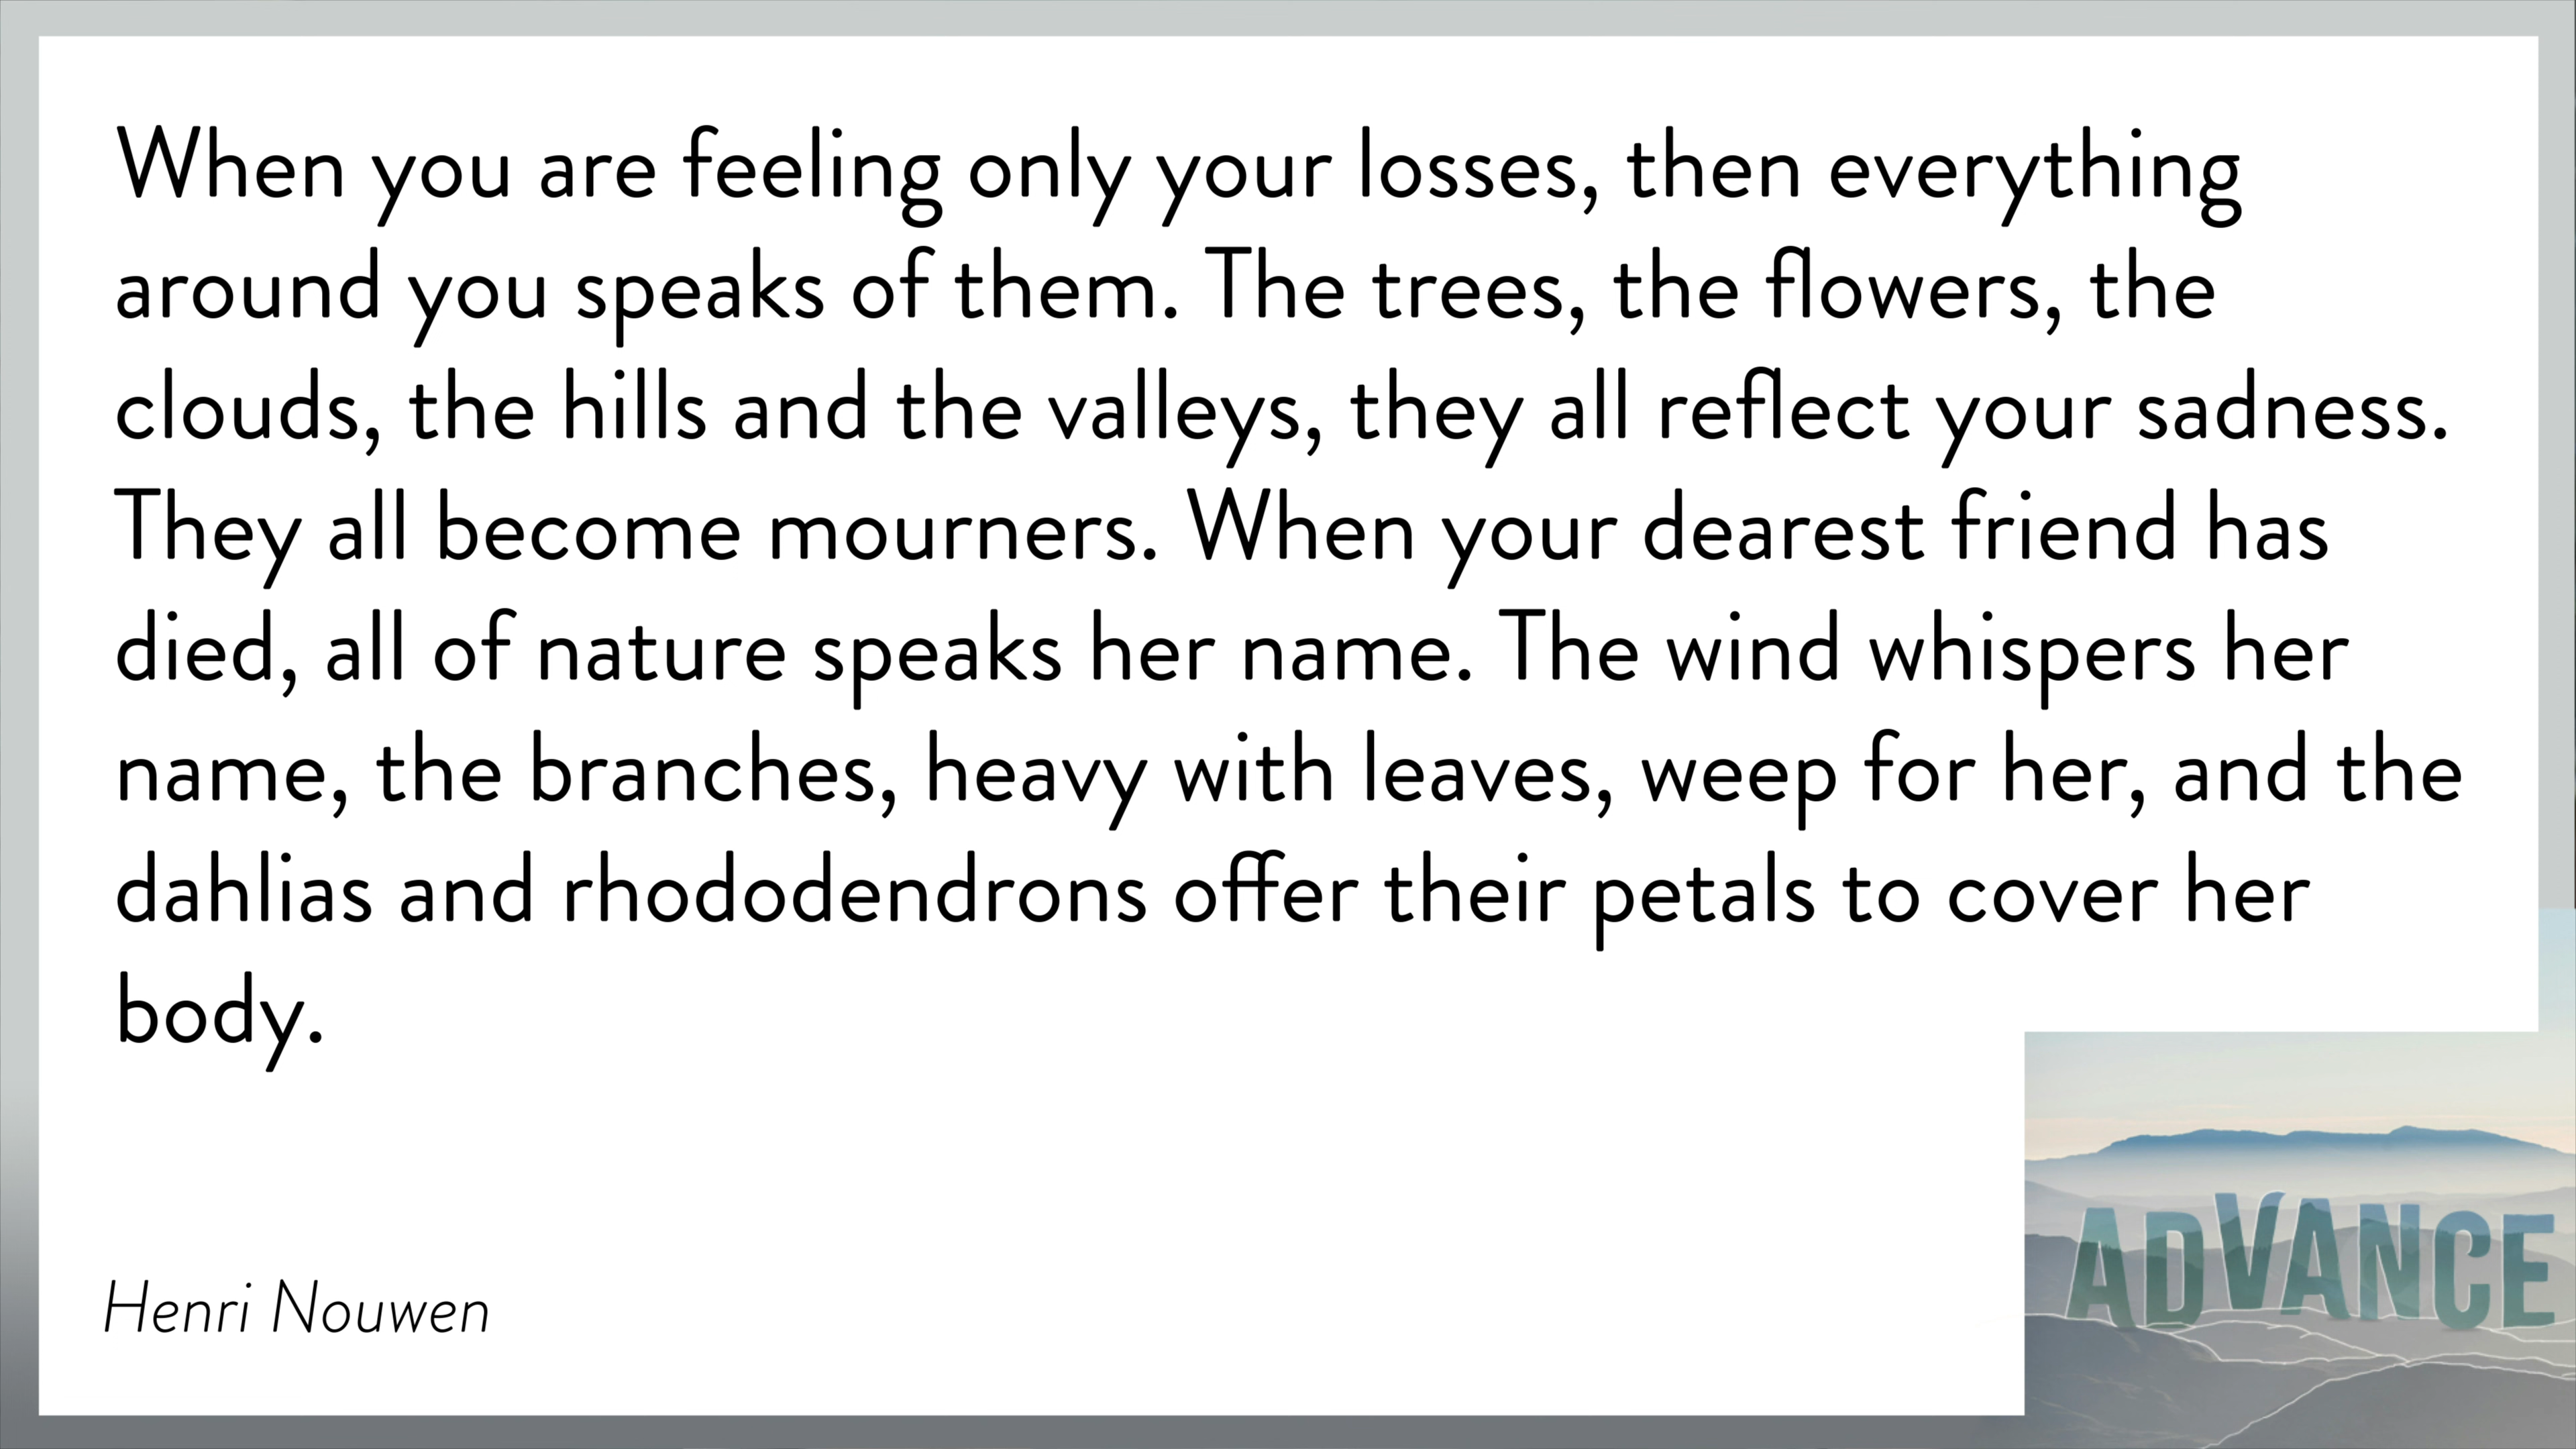 When you are feeling only your losses, then everything
around you speaks of them. The trees, the flowers, the
clouds, the hills and the valleys, they all reflect your sadness.
They all become mourners. When your dearest friend has
died, all of nature speaks her name. The wind whispers her
name, the branches, heavy with leaves, weep for her, and the
dahlias and rhododendrons offer their petals to cover her
body.
Henri Nouwen
ADVANCE